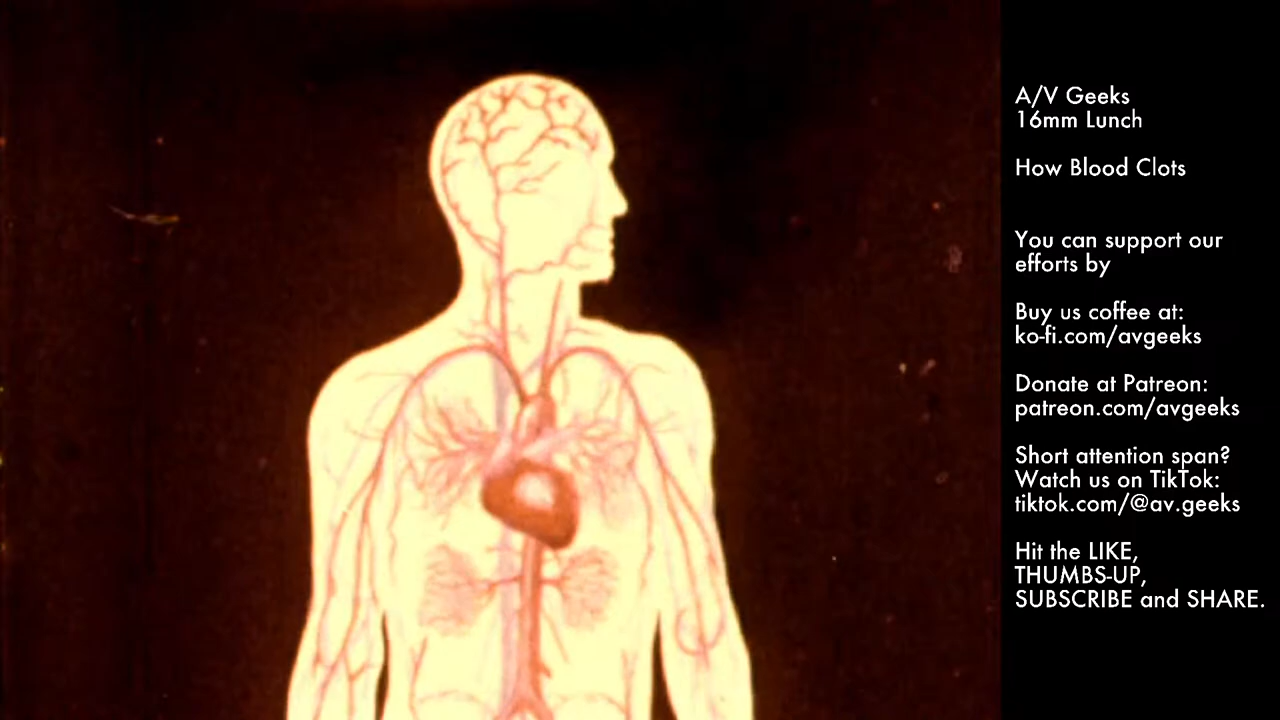 A/V Geeks
16mm Lunch
How Blood Clots
You can support our
efforts by
Buy us coffee at:
ko-fi.com/avgeeks
Donate at Patreon:
patreon.com/avgeeks
Short attention span?
Watch us on TikTok:
tiktok.com/@av.geeks
Hit the LIKE,
THUMBS-UP,
SUBSCRIBE and SHARE.